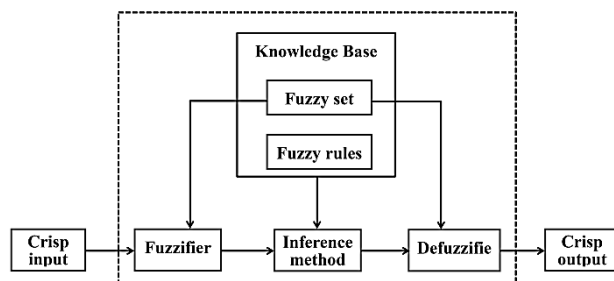 Knowledge Base
Fuzzy set
Fuzzy rules
Crisp
input
Fuzzifier
Inference
method
Defuzzifie
Crisp
output